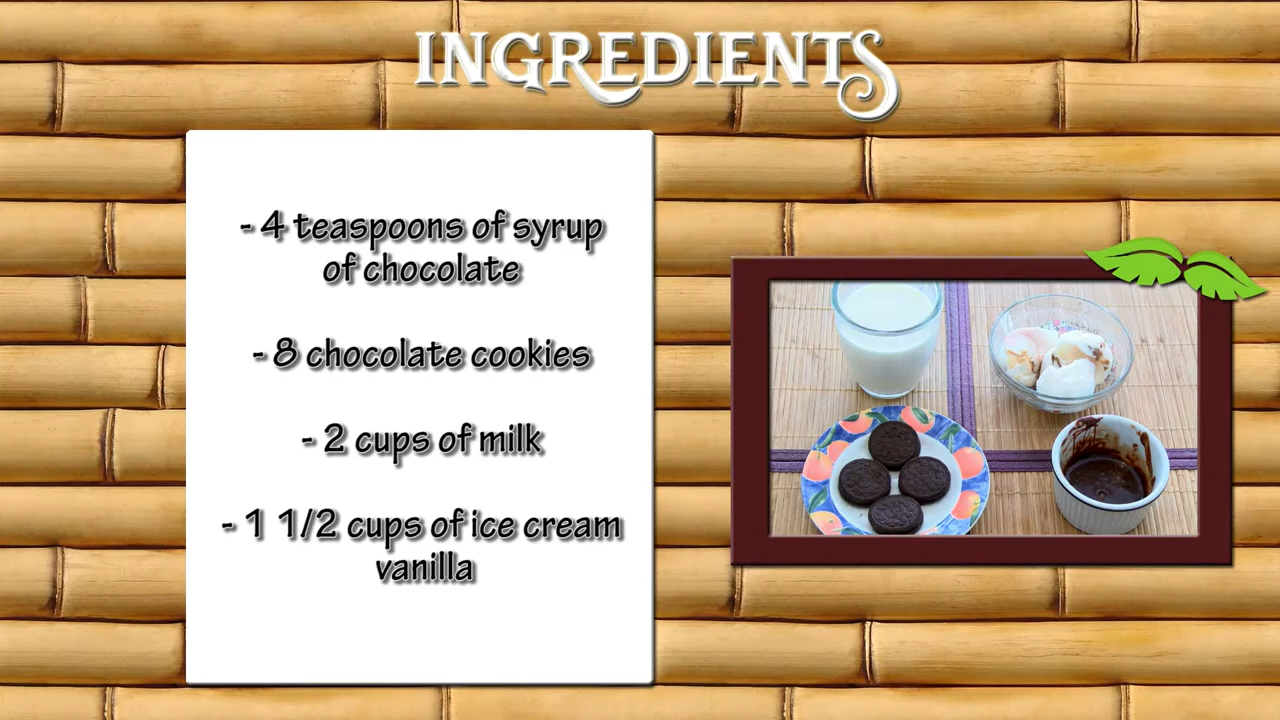 INGREDIENTS
- 4 teaspoons of syrup
of chocolate
- 8 chocolate cookies
- 2 cups of milk
- 1 1/2 cups of ice cream
vanilla